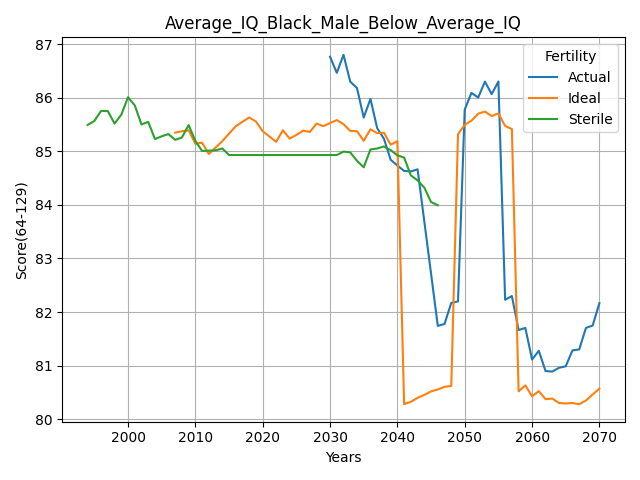 Average_IQ_Black_Male_Below_Average_IQ
Fertility
Actual
Ideal
Sterile
Score(64-129)
87
86
85
84
83
82
81
80
2000
2010
2020
2030
2040
2050
2060
2070
Years